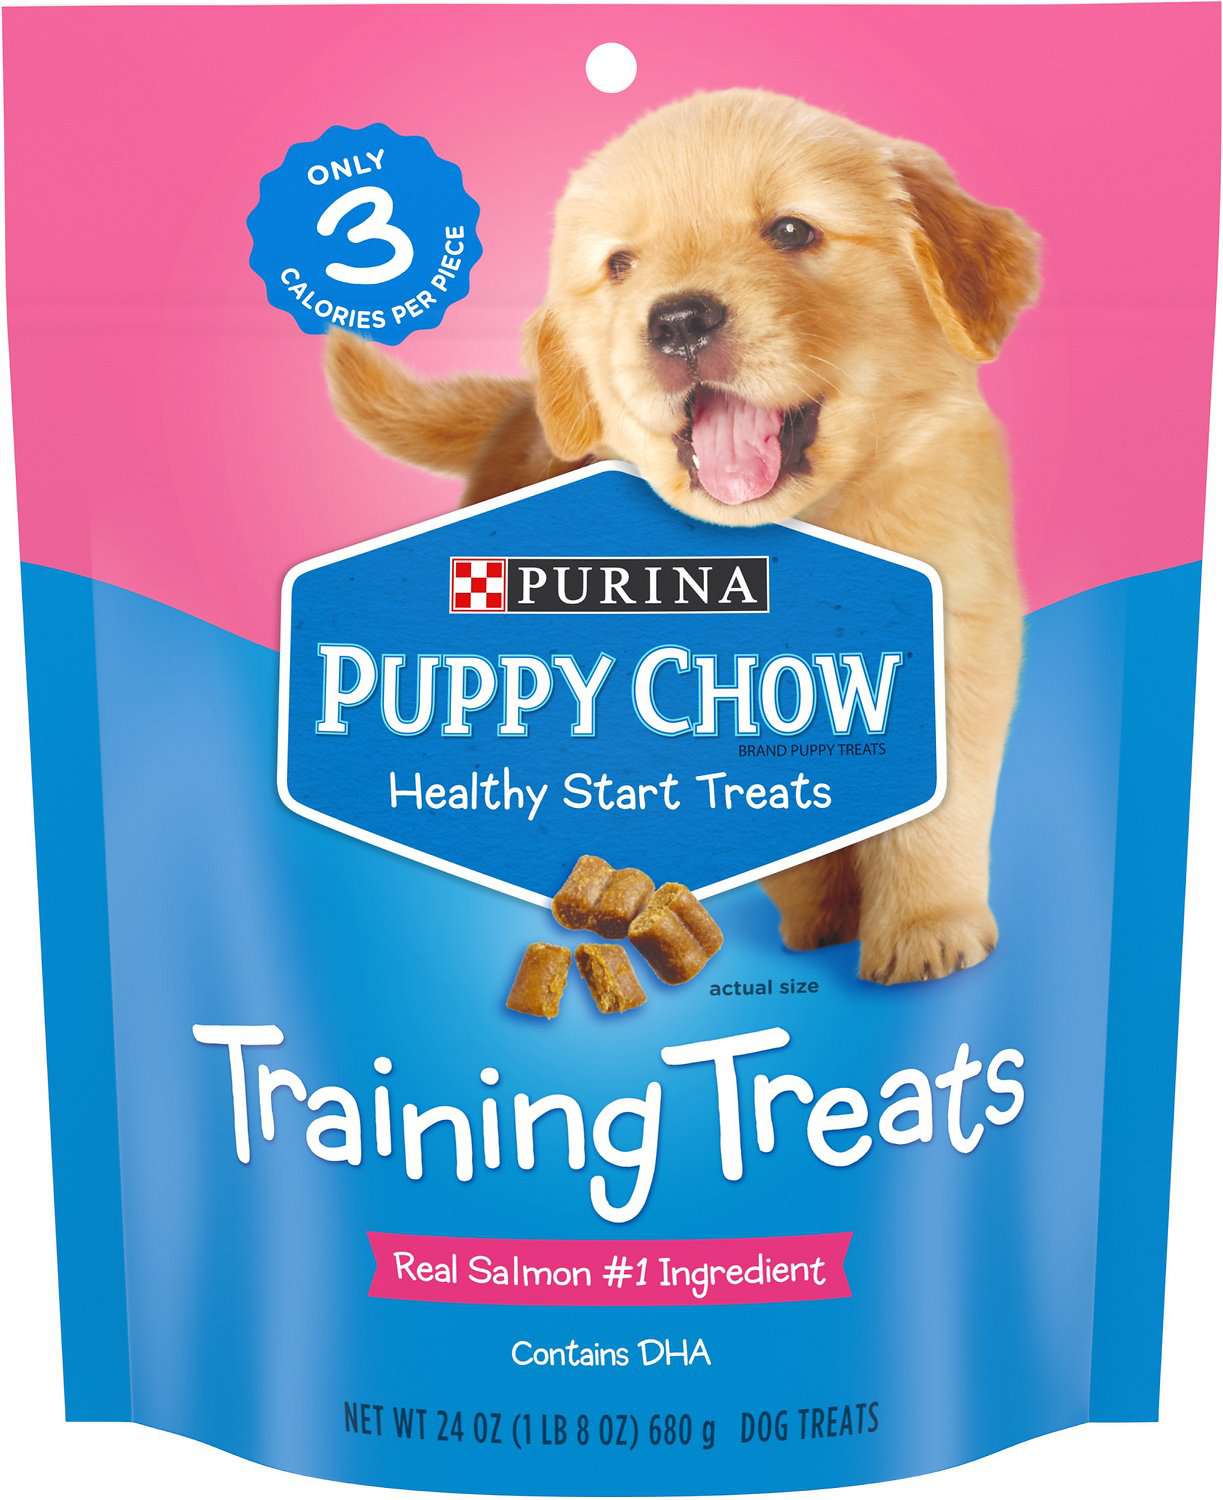 ONLY
3
CALORIES PER PIECE
PURINA
PUPPY CHOW
BRAND PUPPY TREATS
Healthy Start Treats
actual size
Training Treats
Real Salmon #1 Ingredient
Contains DHA
NET WT 24 OZ (1 LB 8 OZ) 680 g DOG TREATS